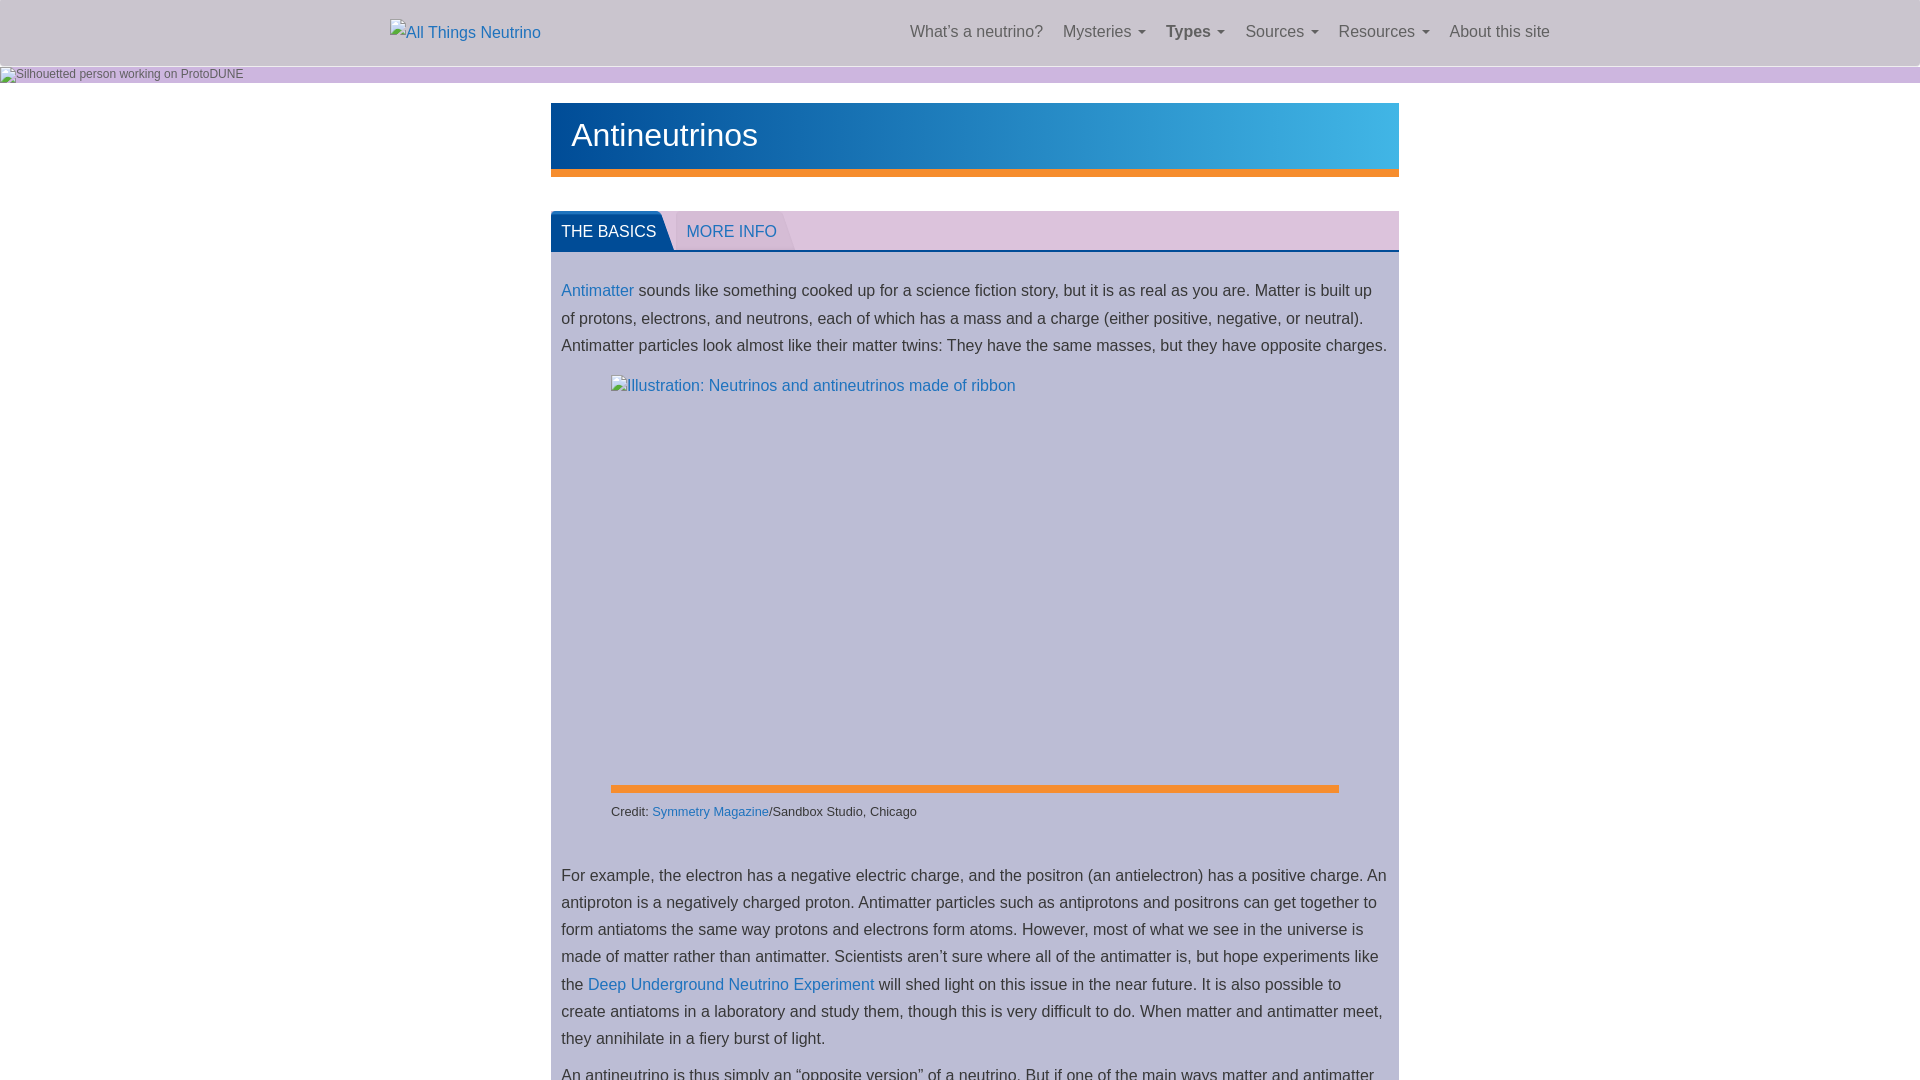 All Things Neutrino
What's a neutrino?
Mysteries
Types
Sources
Resources
About this site
Silhouetted person working on ProtoDUNE
Antineutrinos
THE BASICS
MORE INFO
Antimatter sounds like something cooked up for a science fiction story, but it is as real as you are. Matter is built up
of protons, electrons, and neutrons, each of which has a mass and a charge (either positive, negative, or neutral).
Antimatter particles look almost like their matter twins: They have the same masses, but they have opposite charges.
Illustration: Neutrinos and antineutrinos made of ribbon
Credit: Symmetry Magazine/Sandbox Studio, Chicago
For example, the electron has a negative electric charge, and the positron (an antielectron) has a positive charge. An
antiproton is a negatively charged proton. Antimatter particles such as antiprotons and positrons can get together to
form antiatoms the same way protons and electrons form atoms. However, most of what we see in the universe is
made of matter rather than antimatter. Scientists aren’t sure where all of the antimatter is, but hope experiments like
the Deep Underground Neutrino Experiment will shed light on this issue in the near future. It is also possible to
create antiatoms in a laboratory and study them, though this is very difficult to do. When matter and antimatter meet,
they annihilate in a fiery burst of light.
An antineutrino is thus simply an “opposite version” of a neutrino. But if one of the main ways matter and antimatter